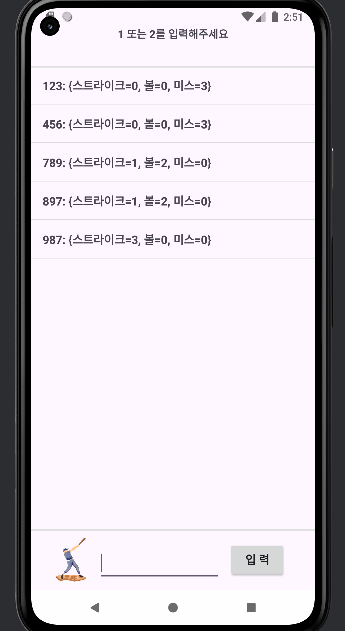 2:51
1 또는 2를 입력해주세요
123: {스트라이크=0, 볼=0, 미스=3}
456: {스트라이크=0, 볼=0, 미스=3}
789: {스트라이크=1, 볼=2, 미스=0}
897: {스트라이크=1, 볼=2, 미스=0}
987: {스트라이크=3, 볼=0, 미스=0}
입 력